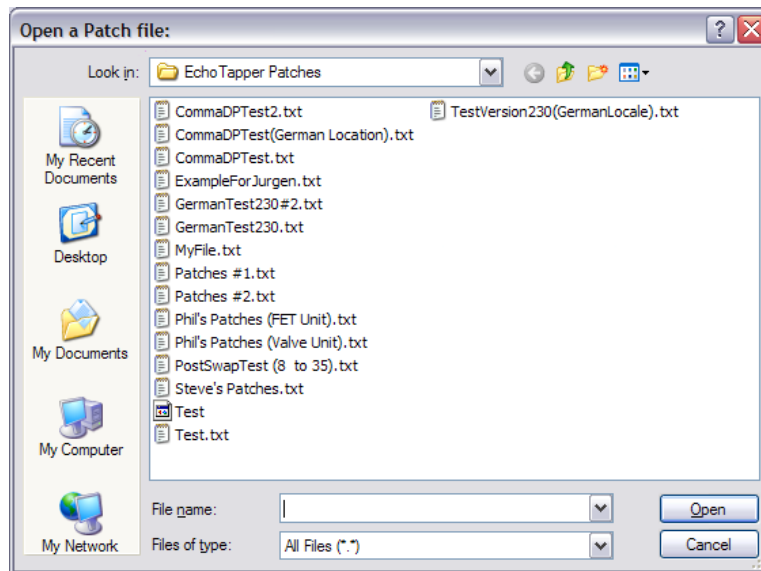 Open a Patch file:
Look in:
EchoTapper Patches
My Recent
Documents
Desktop
My Documents
My Computer
My Network
CommaDPTest2.txt
CommaDPTest(German Location).txt
CommaDPTest.txt
ExampleForJurgen.txt
GermanTest230#2.txt
GermanTest230.txt
MyFile.txt
Patches #1.txt
Patches #2.txt
Phil's Patches (FET Unit).txt
Phil's Patches (Valve Unit).txt
PostSwapTest (8 to 35).txt
Steve's Patches.txt
Test
Test.txt
TestVersion230(GermanLocale).txt
File name:
Open
Files of type:
All Files (*.*)
Cancel